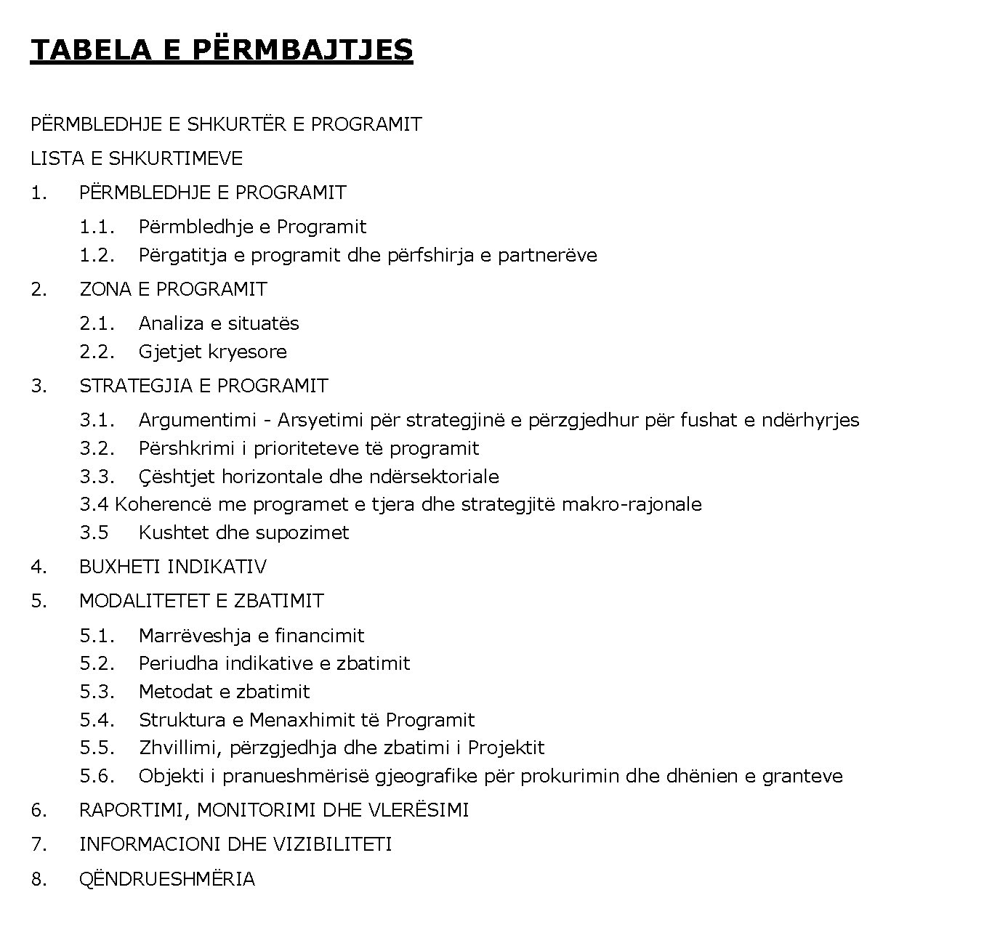 TABELA E PËRMBAJTJES
PËRMBLEDHJE E SHKURTËR E PROGRAMIT
LISTA E SHKURTIMEVE
1. PËRMBLEDHJE E PROGRAMIT
1.1. Përmbledhje e Programit
1.2. Përgatitja e programit dhe përfshirja e partnerëve
2. ZONA E PROGRAMIT
2.1. Analiza e situatës
2.2. Gjetjet kryesore
3. STRATEGJIA E PROGRAMIT
3.1. Argumentimi - Arsyetimi për strategjinë e përzgjedhur për fushat e ndërhyrjes
3.2. Përshkrimi i prioriteteve të programit
3.3. Çështjet horizontale dhe ndërsektoriale
3.4 Koherencë me programet e tjera dhe strategjitë makro-rajonale
3.5 Kushtet dhe supozimet
4. BUXHETI INDIKATIV
5. MODALITETET E ZBATIMIT
5.1. Marrëveshja e financimit
5.2. Periudha indikative e zbatimit
5.3. Metodat e zbatimit
5.4. Struktura e Menaxhimit të Programit
5.5. Zhvillimi, përzgjedhja dhe zbatimi i Projektit
5.6. Objekti i pranueshmërisë gjeografike për prokurimin dhe dhënien e granteve
6. RAPORTIMI, MONITORIMI DHE VLERËSIMI
7. INFORMACIONI DHE VIZIBILITETI
8. QËNDRUESHMËRIA